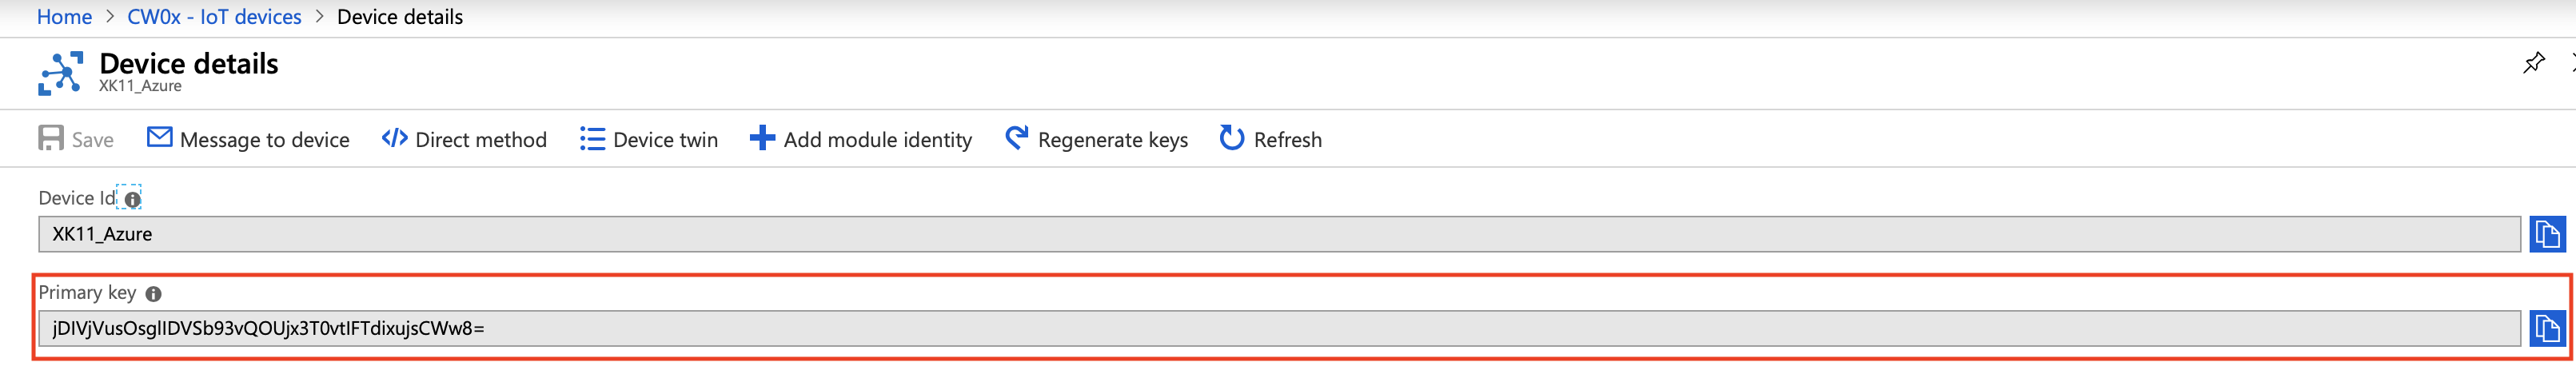 Home > CW0x - IoT devices > Device details
Device details
XK11_Azure
Save Message to device Direct method Device twin Add module identity Regenerate keys Refresh
Device Id
XK11_Azure
Primary key
jDIVjVusOsglIDVSb93vQOUjx3T0vtIFTdixujsCWw8=